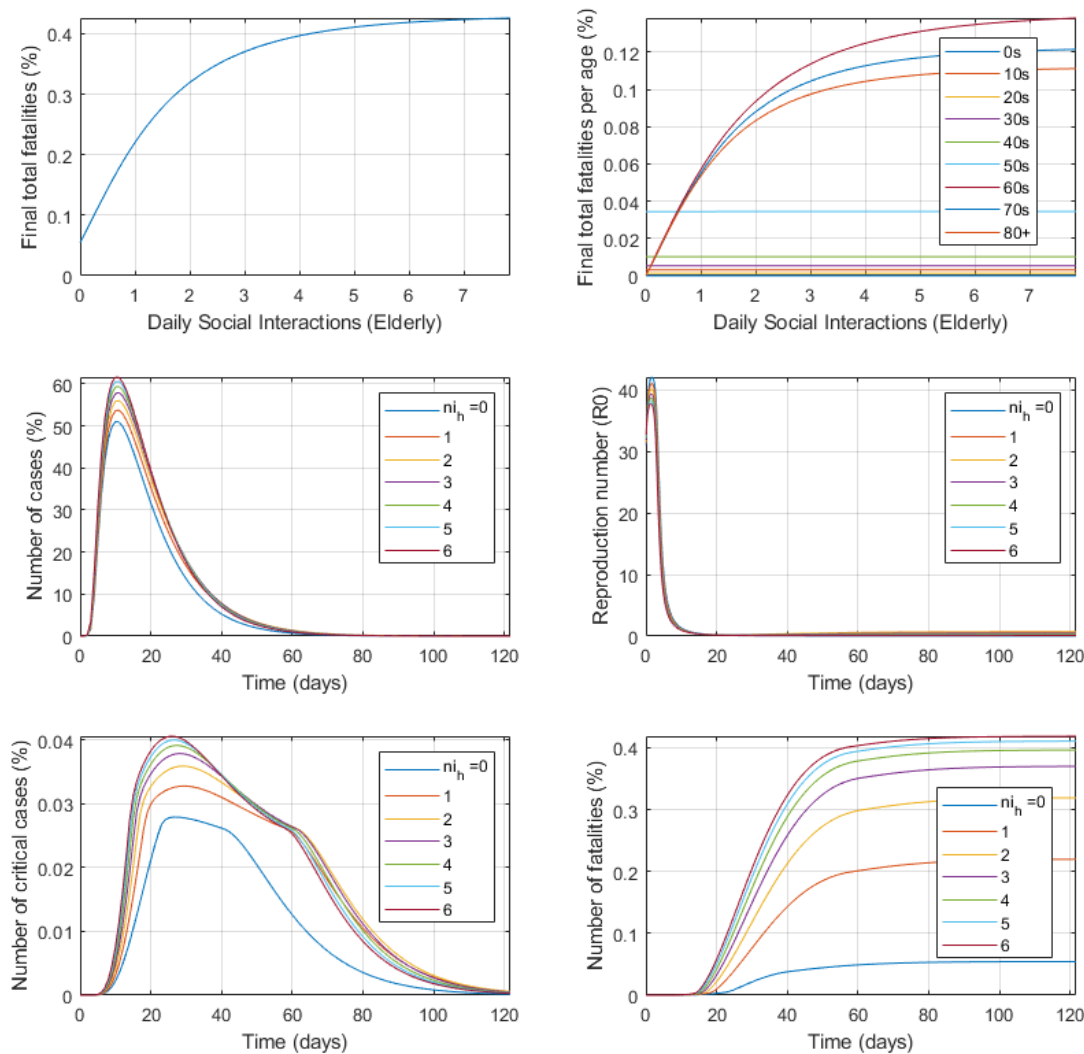 Final total fatalities (%)
0.4
0.3
0.2
0.1
0
0 1 2 3 4 5 6 7
Daily Social Interactions (Elderly)
Final total fatalities per age (%)
0.12
0.1
0.08
0.06
0.04
0.02
0
0s
10s
20s
30s
40s
50s
60s
70s
80+
0 1 2 3 4 5 6 7
Daily Social Interactions (Elderly)
Number of cases (%)
60
50
40
30
20
10
0
ni_h =0
1
2
3
4
5
6
0 20 40 60 80 100 120
Time (days)
Reproduction number (R0)
40
30
20
10
0
ni_h =0
1
2
3
4
5
6
0 20 40 60 80 100 120
Time (days)
Number of critical cases (%)
0.04
0.03
0.02
0.01
0
ni_h =0
1
2
3
4
5
6
0 20 40 60 80 100 120
Time (days)
Number of fatalities (%)
0.4
0.3
0.2
0.1
0
ni_h =0
1
2
3
4
5
6
0 20 40 60 80 100 120
Time (days)